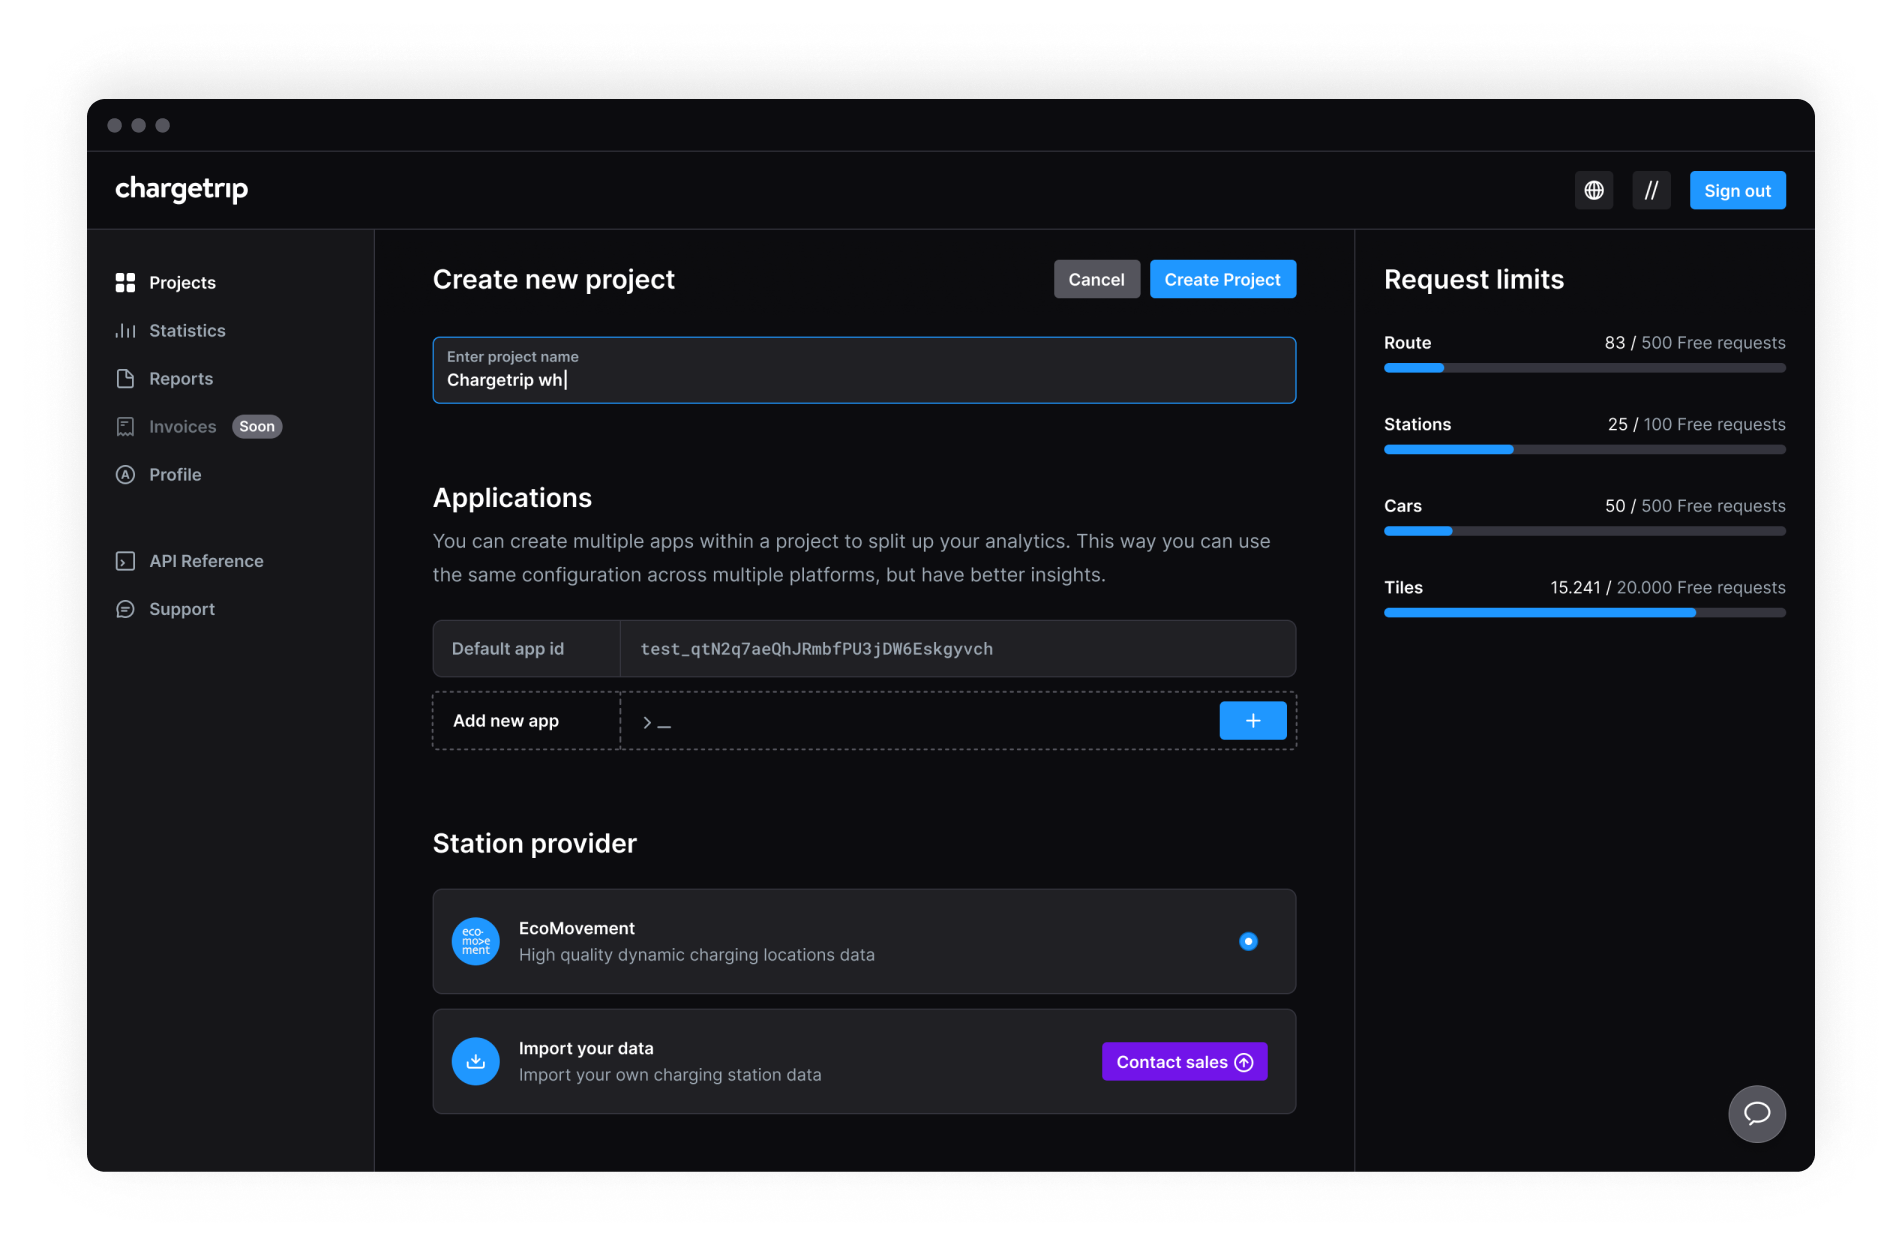 chargetrip
//
Sign out
Projects
Statistics
Reports
Invoices Soon
Profile
API Reference
Support
Create new project
Cancel
Create Project
Enter project name
Chargetrip wh
Applications
You can create multiple apps within a project to split up your analytics. This way you can use
the same configuration across multiple platforms, but have better insights.
Default app id
test_qtN2q7aeQhJRmbfPU3jDW6Eskgyvch
Add new app
>_
+
Station provider
eco-
mo>e
ment
EcoMovement
High quality dynamic charging locations data
Import your data
Import your own charging station data
Contact sales
Request limits
Route 83 / 500 Free requests
Stations 25 / 100 Free requests
Cars 50 / 500 Free requests
Tiles 15.241 / 20.000 Free requests